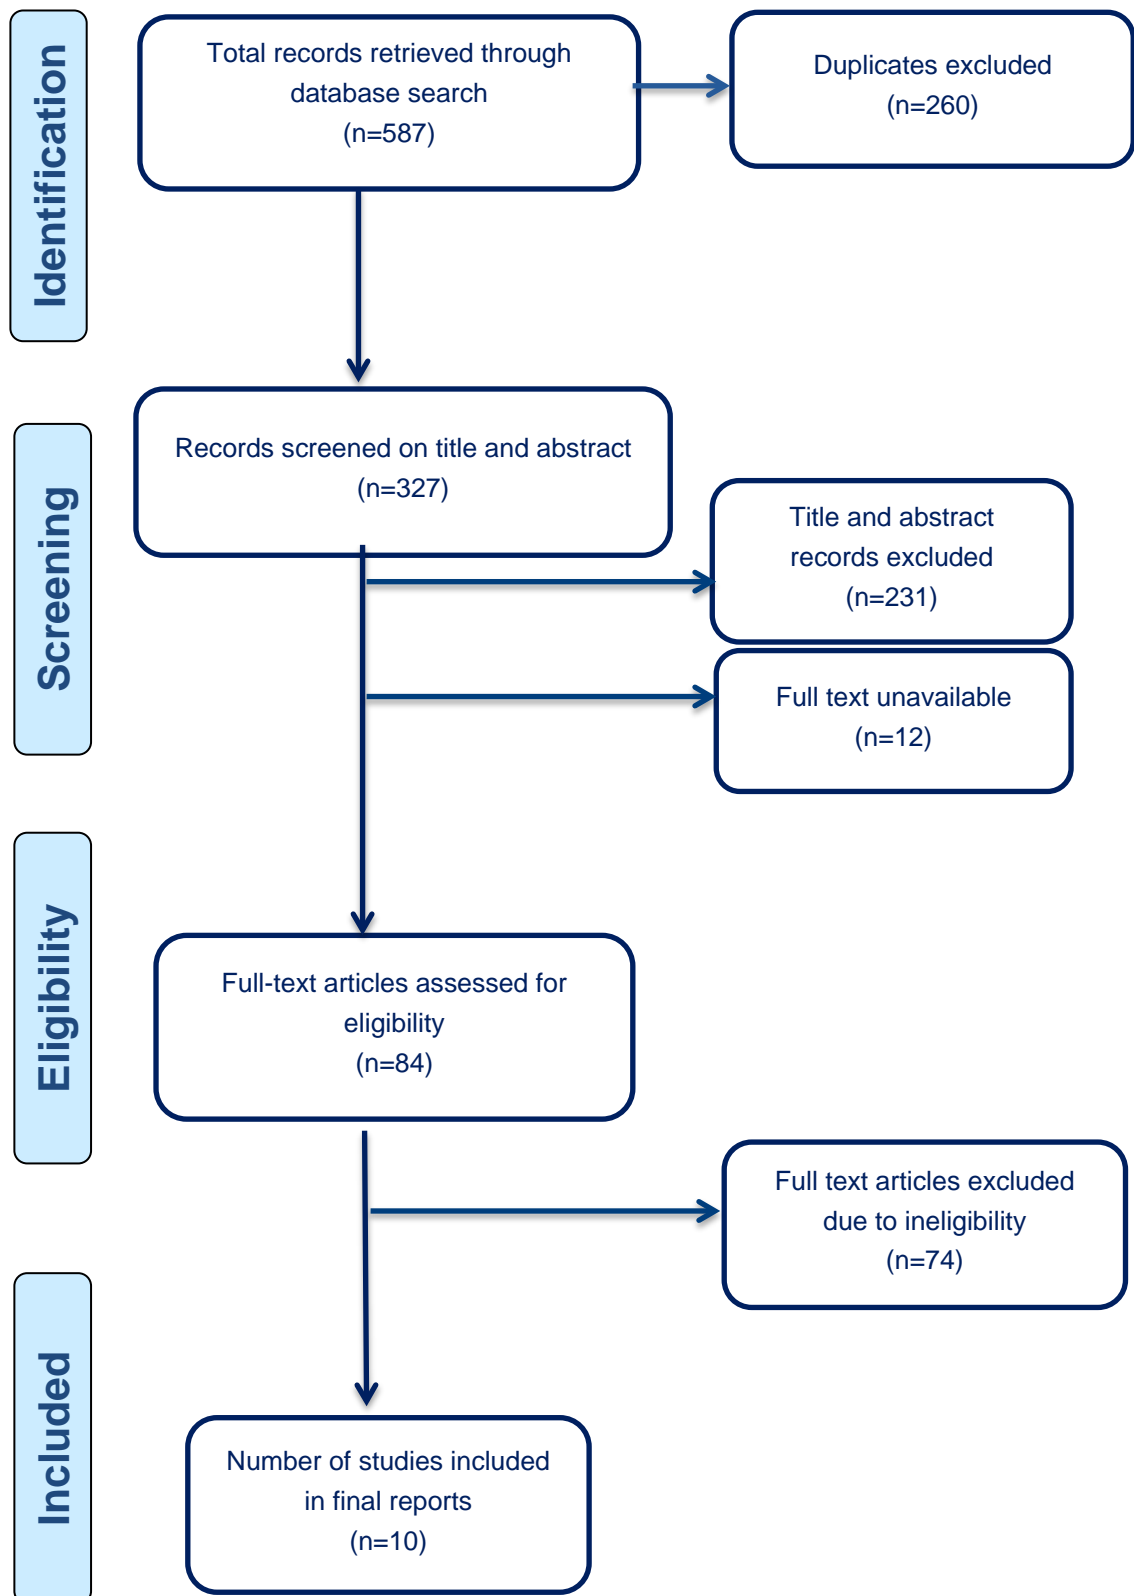 Identification
Total records retrieved through
database search
(n=587)
Duplicates excluded
(n=260)
Screening
Records screened on title and abstract
(n=327)
Title and abstract
records excluded
(n=231)
Full text unavailable
(n=12)
Eligibility
Full-text articles assessed for
eligibility
(n=84)
Full text articles excluded
due to ineligibility
(n=74)
Included
Number of studies included
in final reports
(n=10)